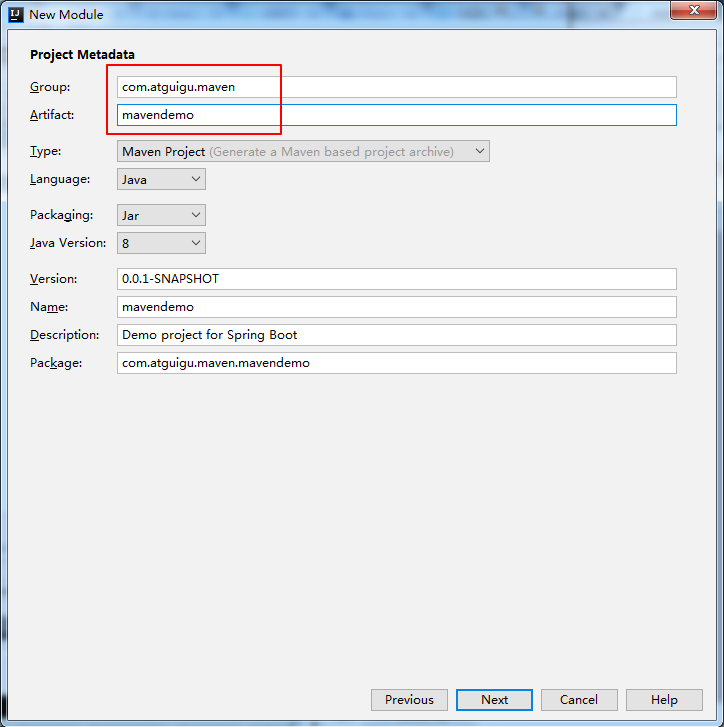 IJ New Module
Project Metadata
Group: com.atguigu.maven
Artifact: mavendemo
Type: Maven Project (Generate a Maven based project archive)
Language: Java
Packaging: Jar
Java Version: 8
Version: 0.0.1-SNAPSHOT
Name: mavendemo
Description: Demo project for Spring Boot
Package: com.atguigu.maven.mavendemo
Previous Next Cancel Help